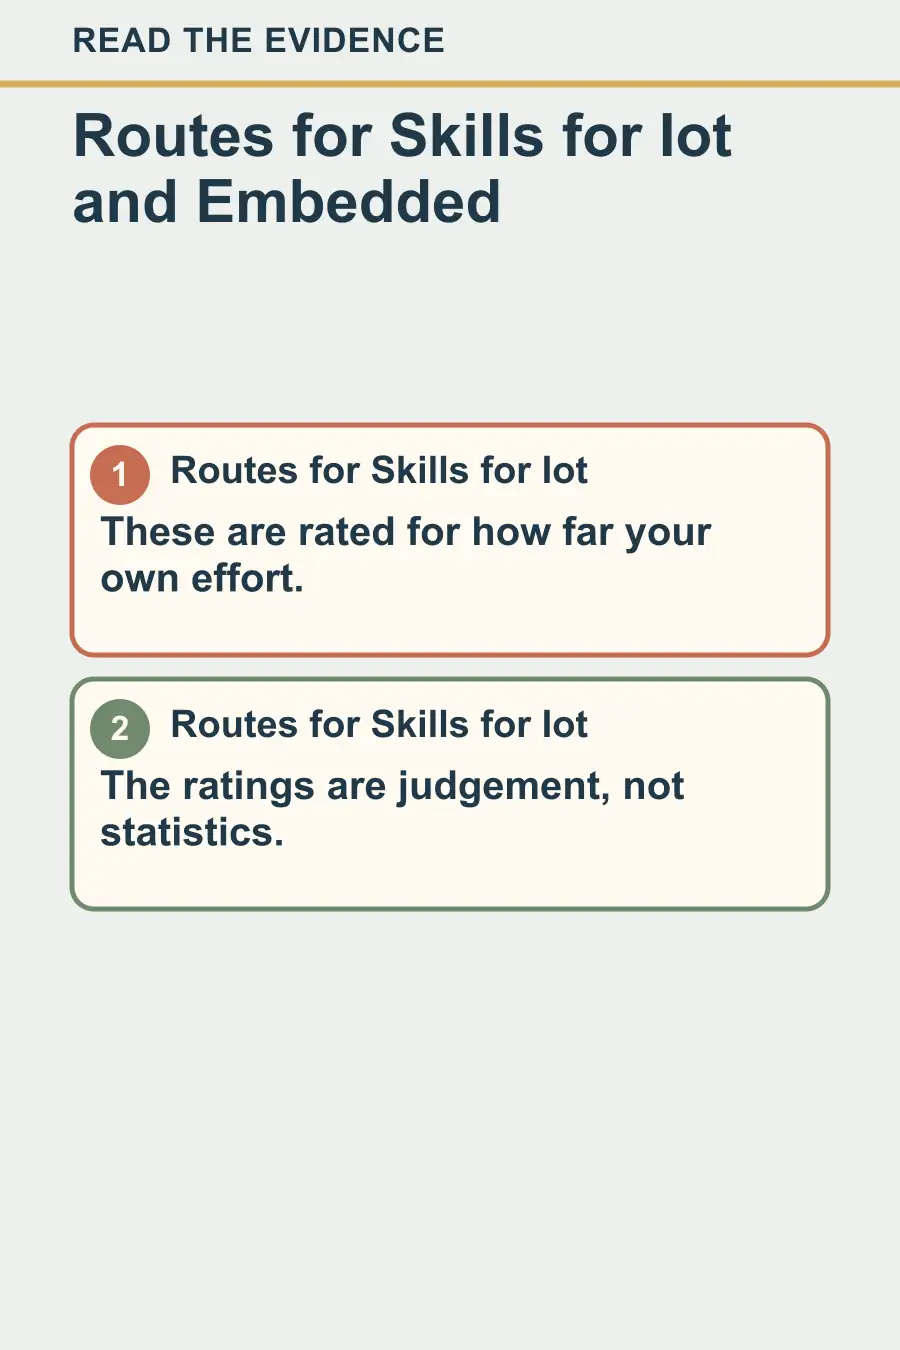 READ THE EVIDENCE
Routes for Skills for Iot
and Embedded
1 Routes for Skills for Iot
These are rated for how far your
own effort.
2 Routes for Skills for Iot
The ratings are judgement, not
statistics.